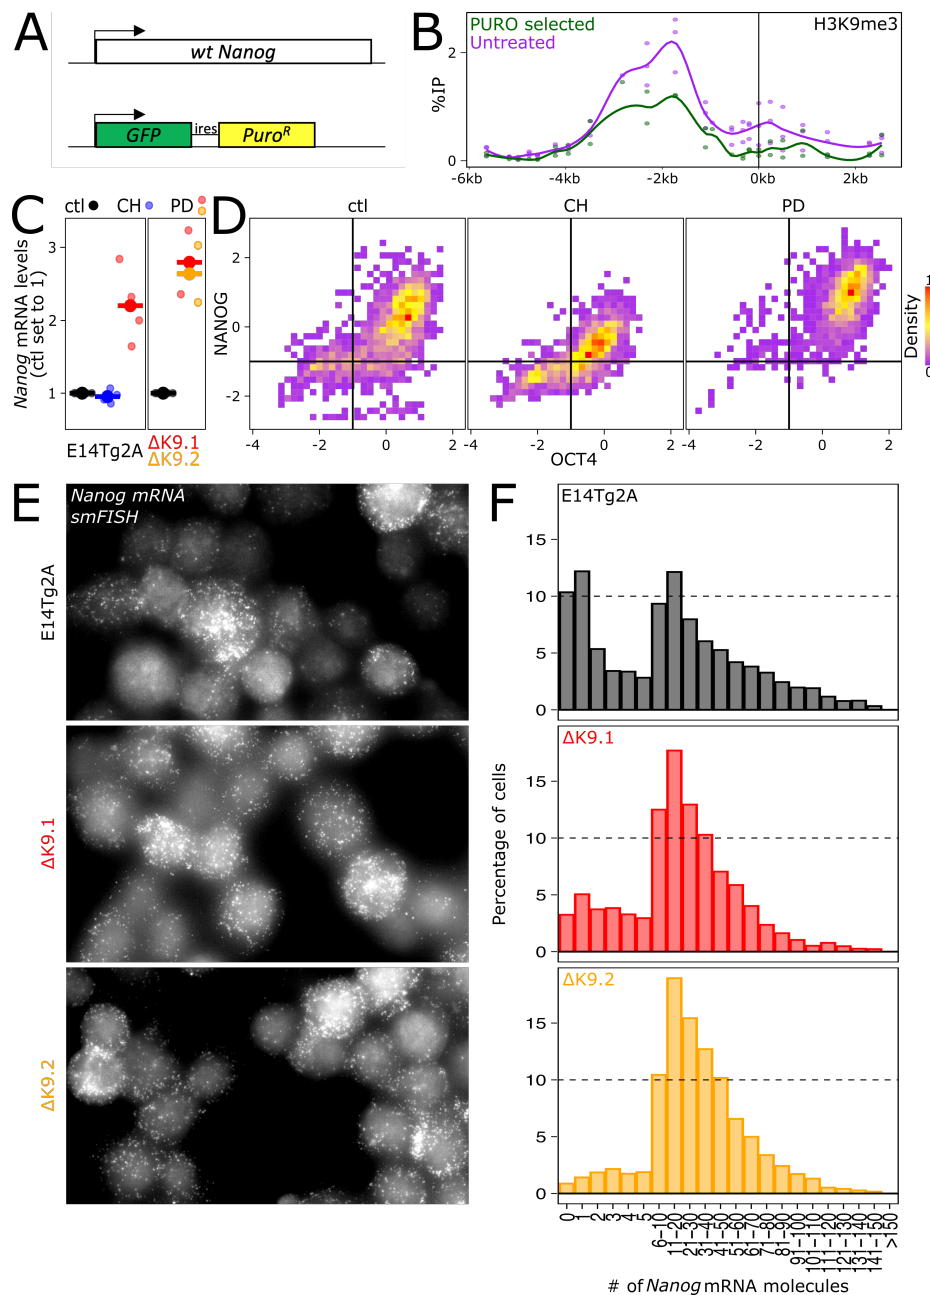 A
wt Nanog
GFP
ires
Puroᴿ
B
PURO selected
Untreated
H3K9me3
%IP
2
1
0
-6kb
-4kb
-2kb
0kb
2kb
C
ctl
CH
PD
Nanog mRNA levels
(ctl set to 1)
3
2
1
E14Tg2A
ΔK9.1
ΔK9.2
D
ctl
CH
PD
NANOG
2
0
-2
-4
-2
0
2
-4
-2
0
2
-4
-2
0
2
OCT4
Density
1
0
E
Nanog mRNA
smFISH
E14Tg2A
ΔK9.1
ΔK9.2
F
E14Tg2A
15
10
5
0
ΔK9.1
15
10
5
0
ΔK9.2
15
10
5
0
Percentage of cells
0
1
2
3
4
5
6-10
11-20
21-30
31-40
41-50
51-60
61-70
71-80
81-90
91-100
101-110
111-120
121-130
131-140
141-150
>150
# of Nanog mRNA molecules